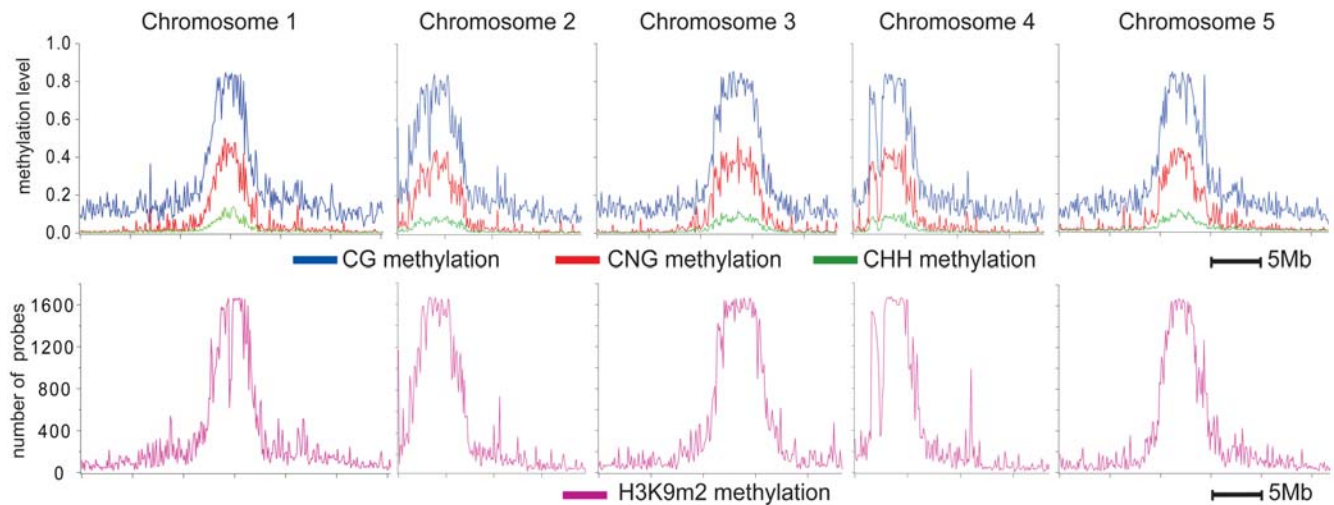 Chromosome 1 Chromosome 2 Chromosome 3 Chromosome 4 Chromosome 5
methylation level
1.0
0.8
0.6
0.4
0.2
0.0
CG methylation CNG methylation CHH methylation 5Mb
number of probes
1600
1200
800
400
0
H3K9m2 methylation 5Mb